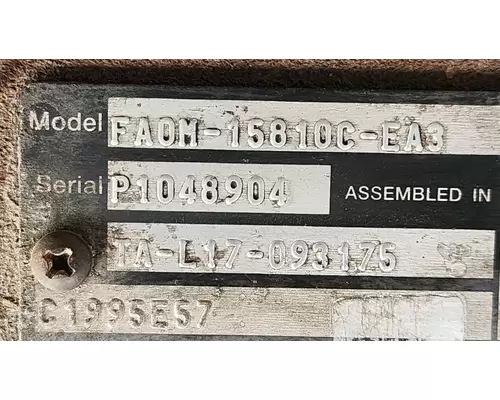 Model FAOM-15810C-EA3
Serial P1048904 ASSEMBLED IN
TA-L17-093175
C1995E57